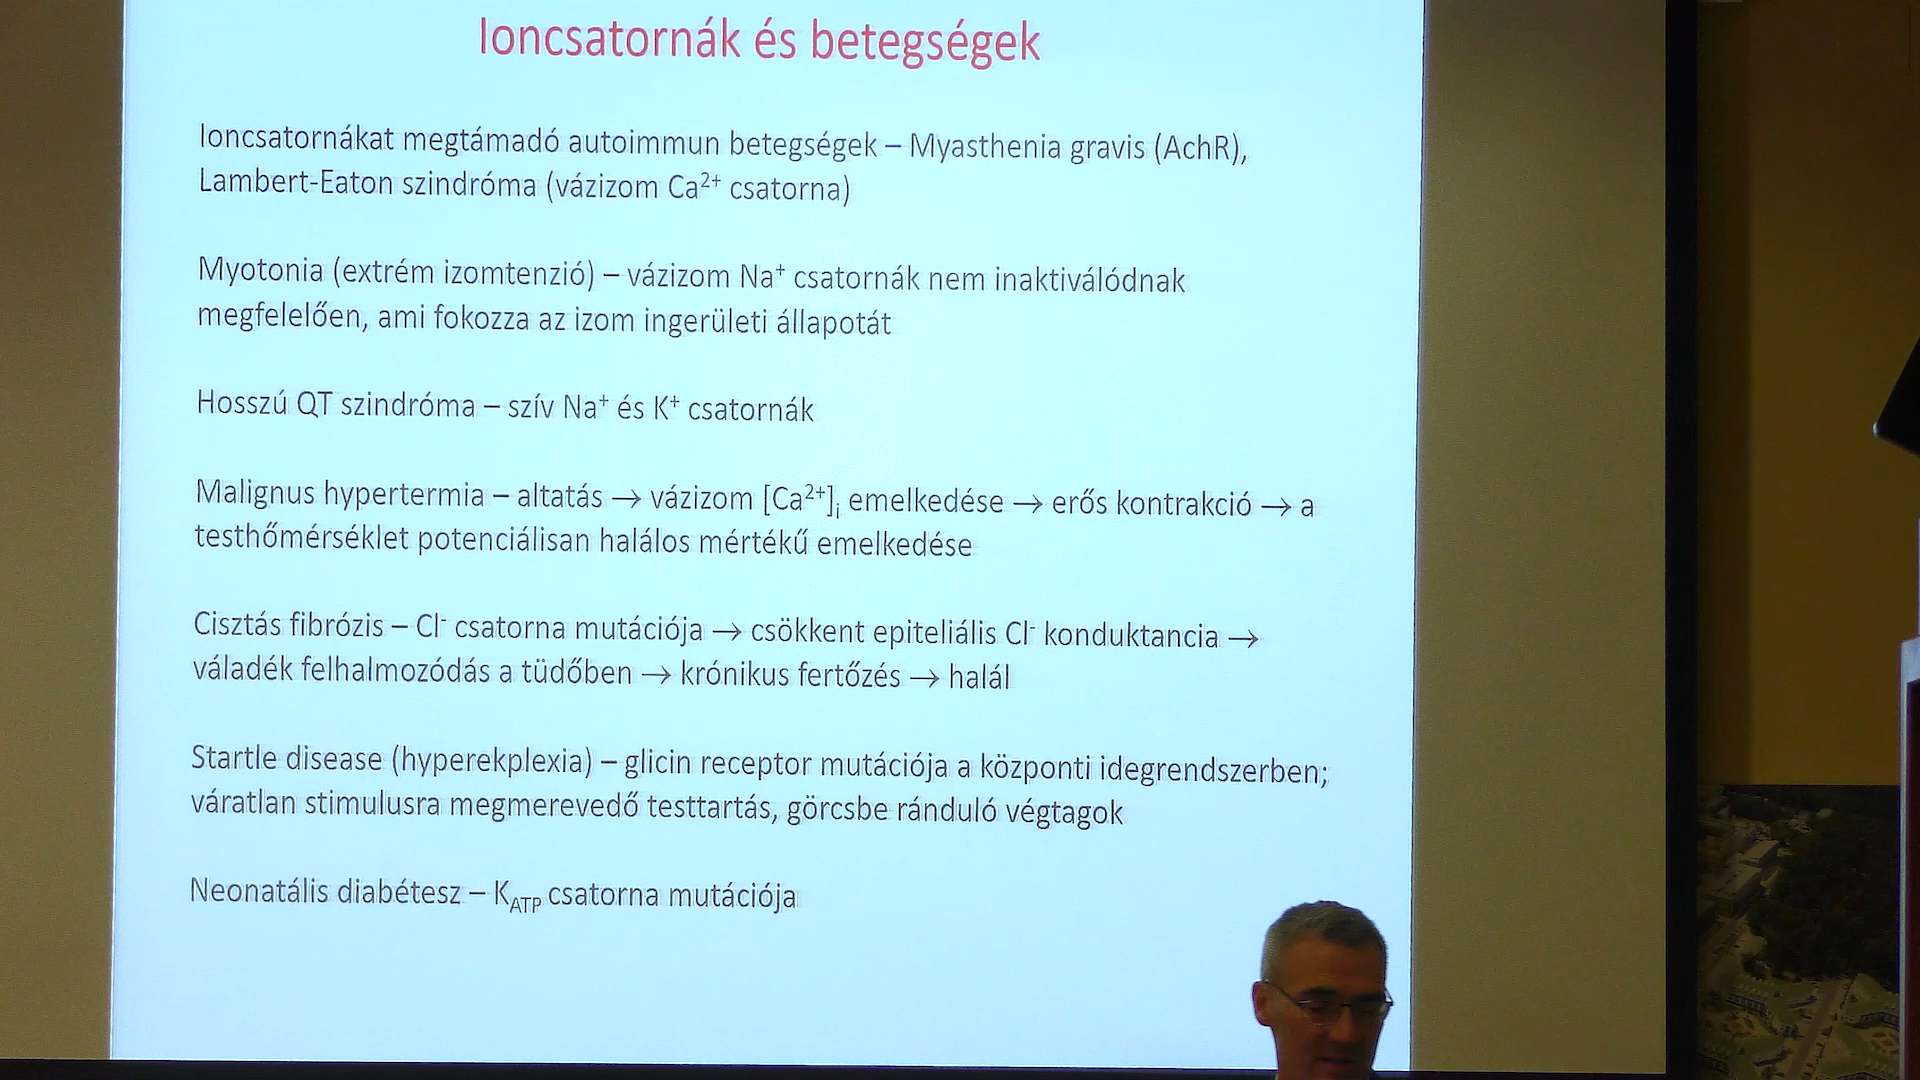 Ioncsatornák és betegségek
Ioncsatornákat megtámadó autoimmun betegségek – Myasthenia gravis (AchR),
Lambert-Eaton szindróma (vázizom Ca²⁺ csatorna)
Myotonia (extrém izomtenzió) – vázizom Na⁺ csatornák nem inaktiválódnak
megfelelően, ami fokozza az izom ingerületi állapotát
Hosszú QT szindróma – szív Na⁺ és K⁺ csatornák
Malignus hypertermia – altatás → vázizom [Ca²⁺]ᵢ emelkedése → erős kontrakció → a
testhőmérséklet potenciálisan halálos mértékű emelkedése
Cisztás fibrózis – Cl⁻ csatorna mutációja → csökkent epiteliális Cl⁻ konduktancia →
váladék felhalmozódás a tüdőben → krónikus fertőzés → halál
Startle disease (hyperekplexia) – glicin receptor mutációja a központi idegrendszerben;
váratlan stimulusra megmerevedő testtartás, görcsbe ránduló végtagok
Neonatális diabétesz – K_ATP csatorna mutációja